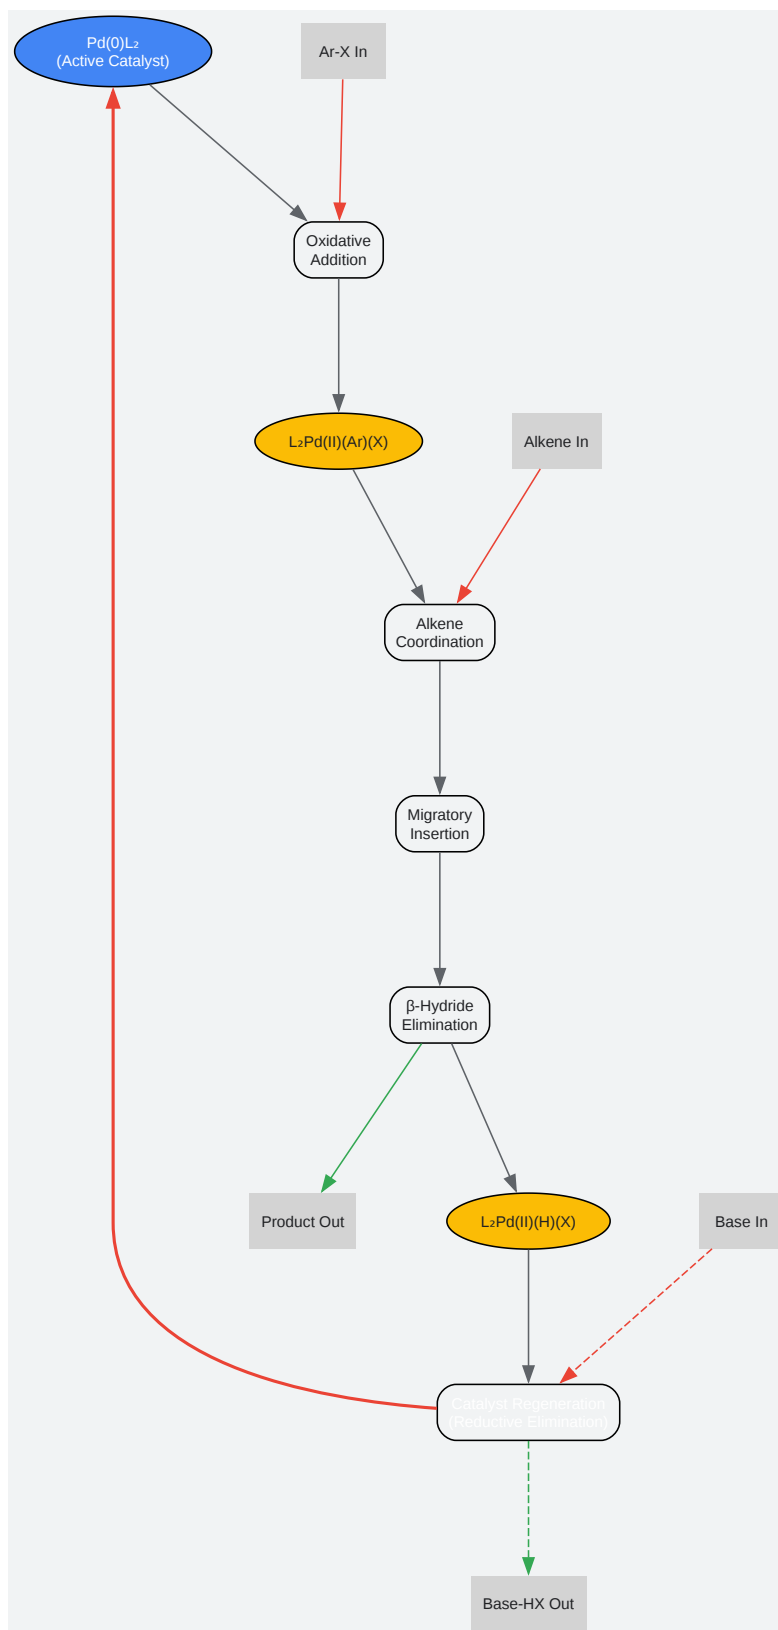 Pd(0)L₂
(Active Catalyst)
Ar-X In
Oxidative
Addition
L₂Pd(II)(Ar)(X)
Alkene In
Alkene
Coordination
Migratory
Insertion
β-Hydride
Elimination
Product Out
L₂Pd(II)(H)(X)
Base In
Catalyst Regeneration
(Reductive Elimination)
Base-HX Out